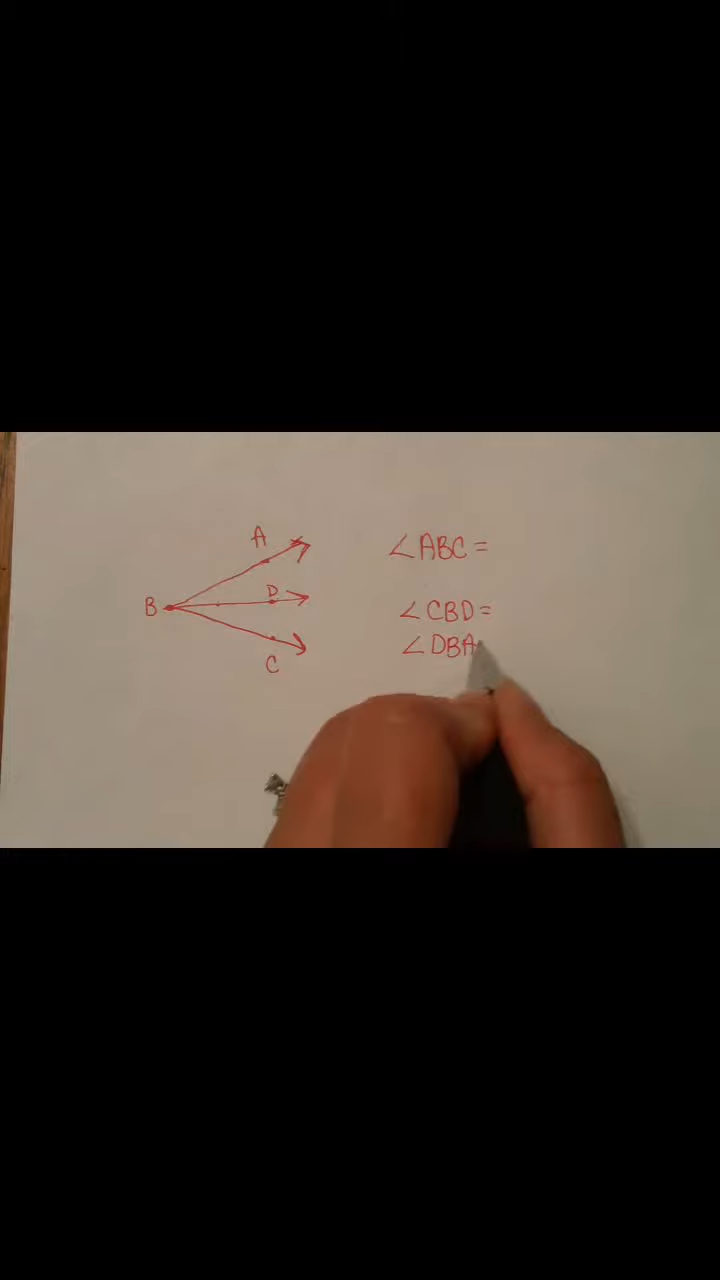 A
∠ABC =
D
B
∠CBD =
C
∠DBA